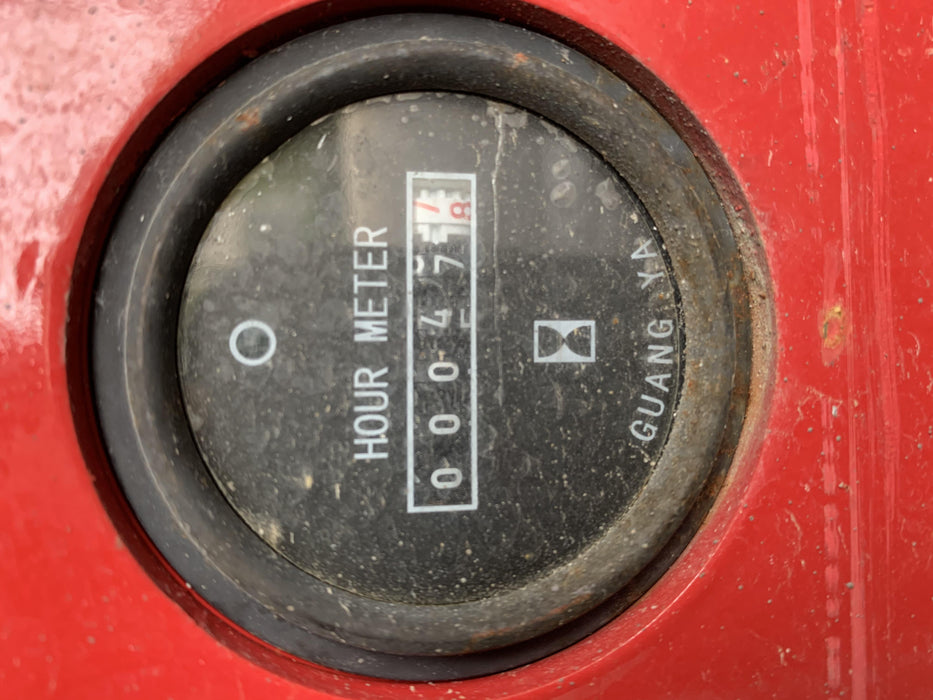 HOUR METER
00047
GUANG YA